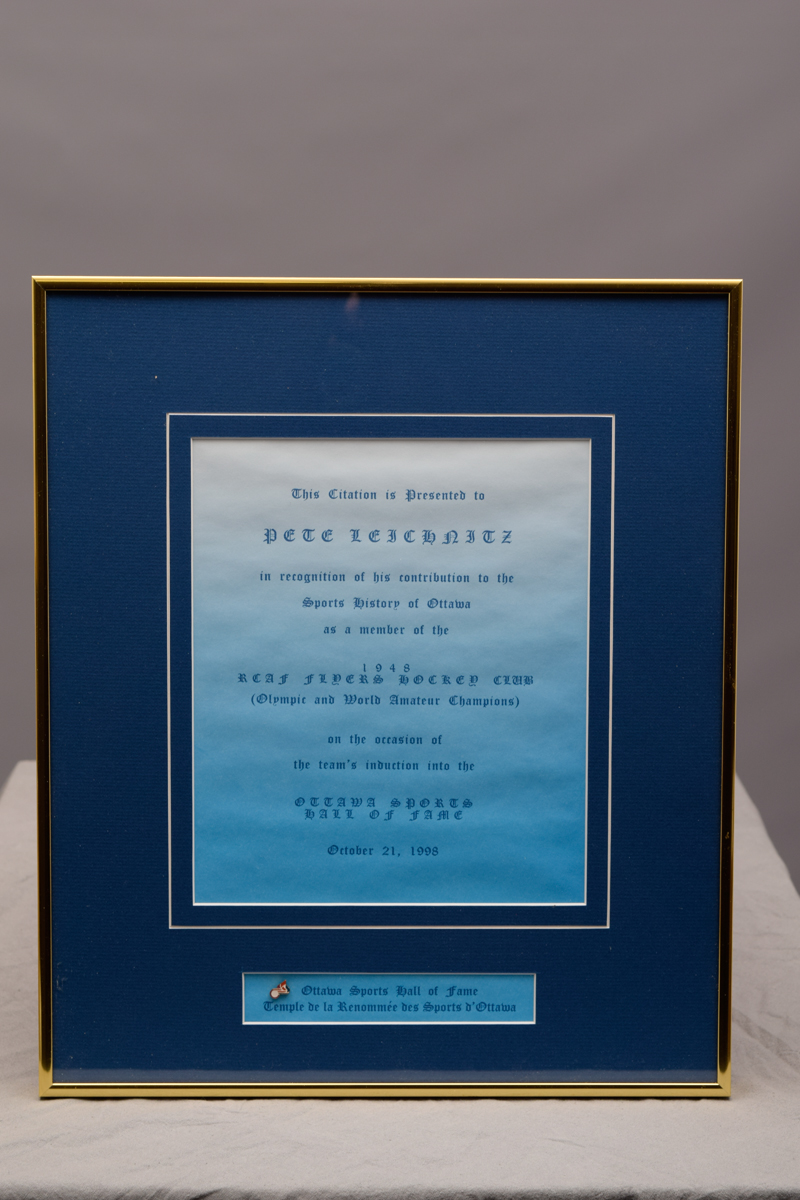 This Citation is Presented to
PETE LEICHNITZ
in recognition of his contribution to the
Sports History of Ottawa
as a member of the
1948
RCAF FLYERS HOCKEY CLUB
(Olympic and World Amateur Champions)
on the occasion of
the team's induction into the
OTTAWA SPORTS
HALL OF FAME
October 21, 1998
Ottawa Sports Hall of Fame
Temple de la Renommée des Sports d'Ottawa